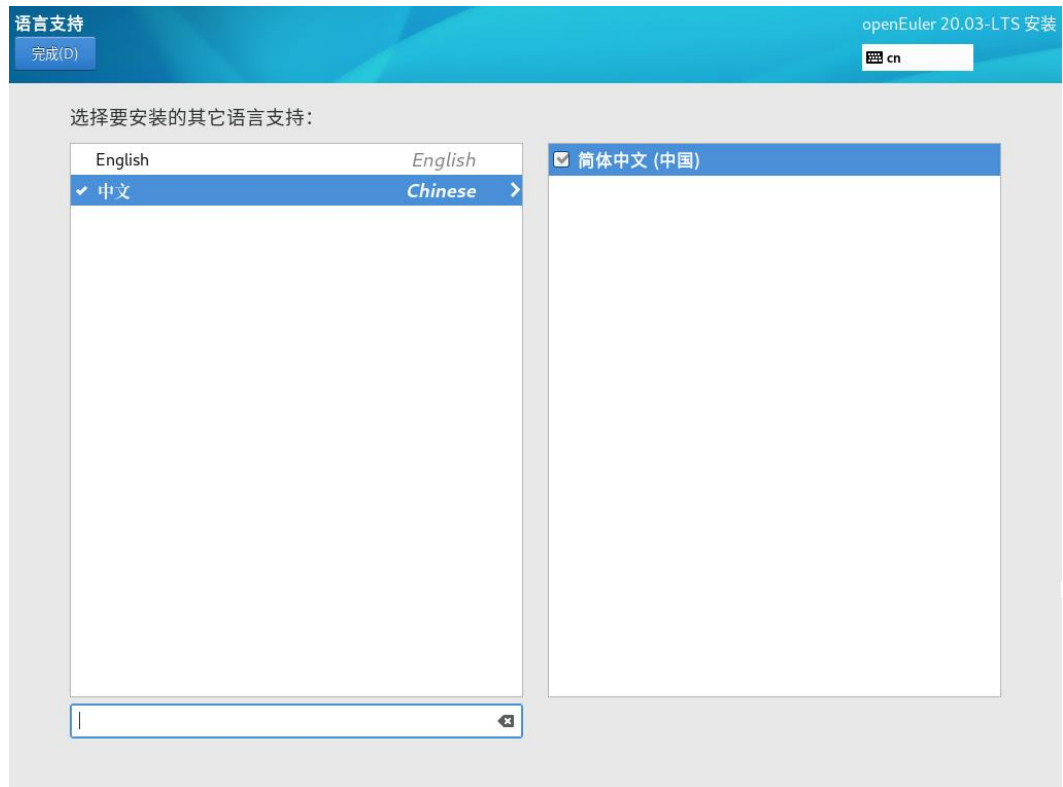 语言支持
openEuler 20.03-LTS 安装
完成(D)
cn
选择要安装的其它语言支持：
English English
中文 Chinese
简体中文 (中国)